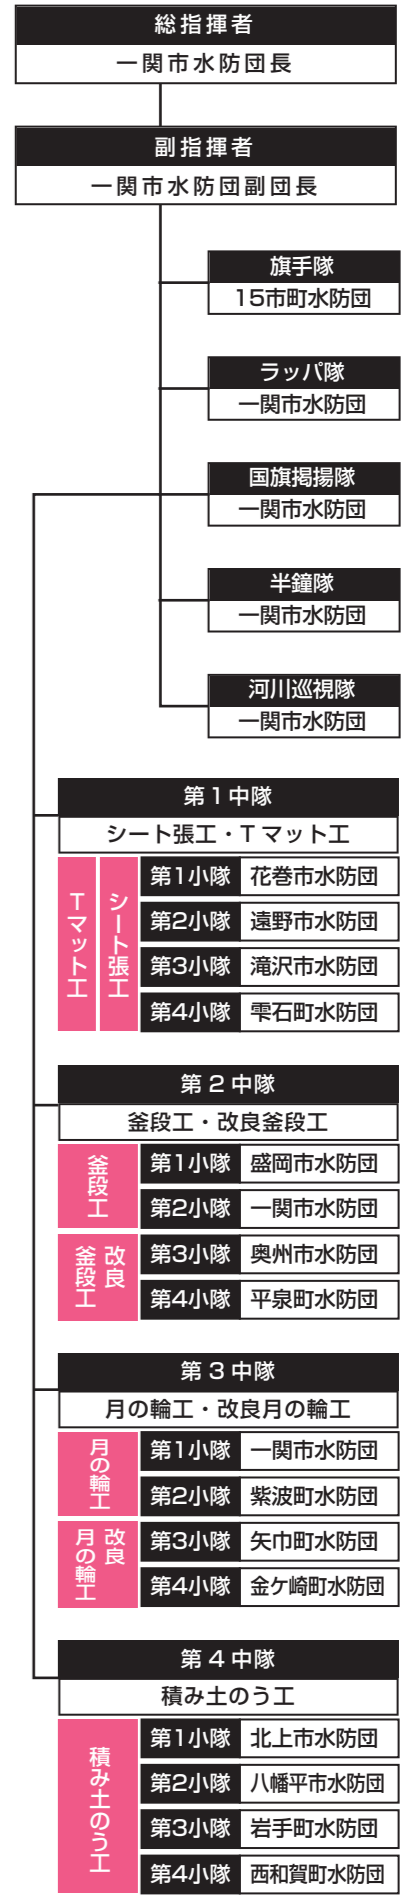 総指揮者
一関市水防団長
副指揮者
一関市水防団副団長
旗手隊
15市町水防団
ラッパ隊
一関市水防団
国旗掲揚隊
一関市水防団
半鐘隊
一関市水防団
河川巡視隊
一関市水防団
第1中隊
シート張工・Tマット工
Tマット工
シート張工
第1小隊 花巻市水防団
第2小隊 遠野市水防団
第3小隊 滝沢市水防団
第4小隊 雫石町水防団
第2中隊
釜段工・改良釜段工
釜段工
第1小隊 盛岡市水防団
第2小隊 一関市水防団
改良
釜段工
第3小隊 奥州市水防団
第4小隊 平泉町水防団
第3中隊
月の輪工・改良月の輪工
月の輪工
第1小隊 一関市水防団
第2小隊 紫波町水防団
改良
月の輪工
第3小隊 矢巾町水防団
第4小隊 金ケ崎町水防団
第4中隊
積み土のう工
積み土のう工
第1小隊 北上市水防団
第2小隊 八幡平市水防団
第3小隊 岩手町水防団
第4小隊 西和賀町水防団